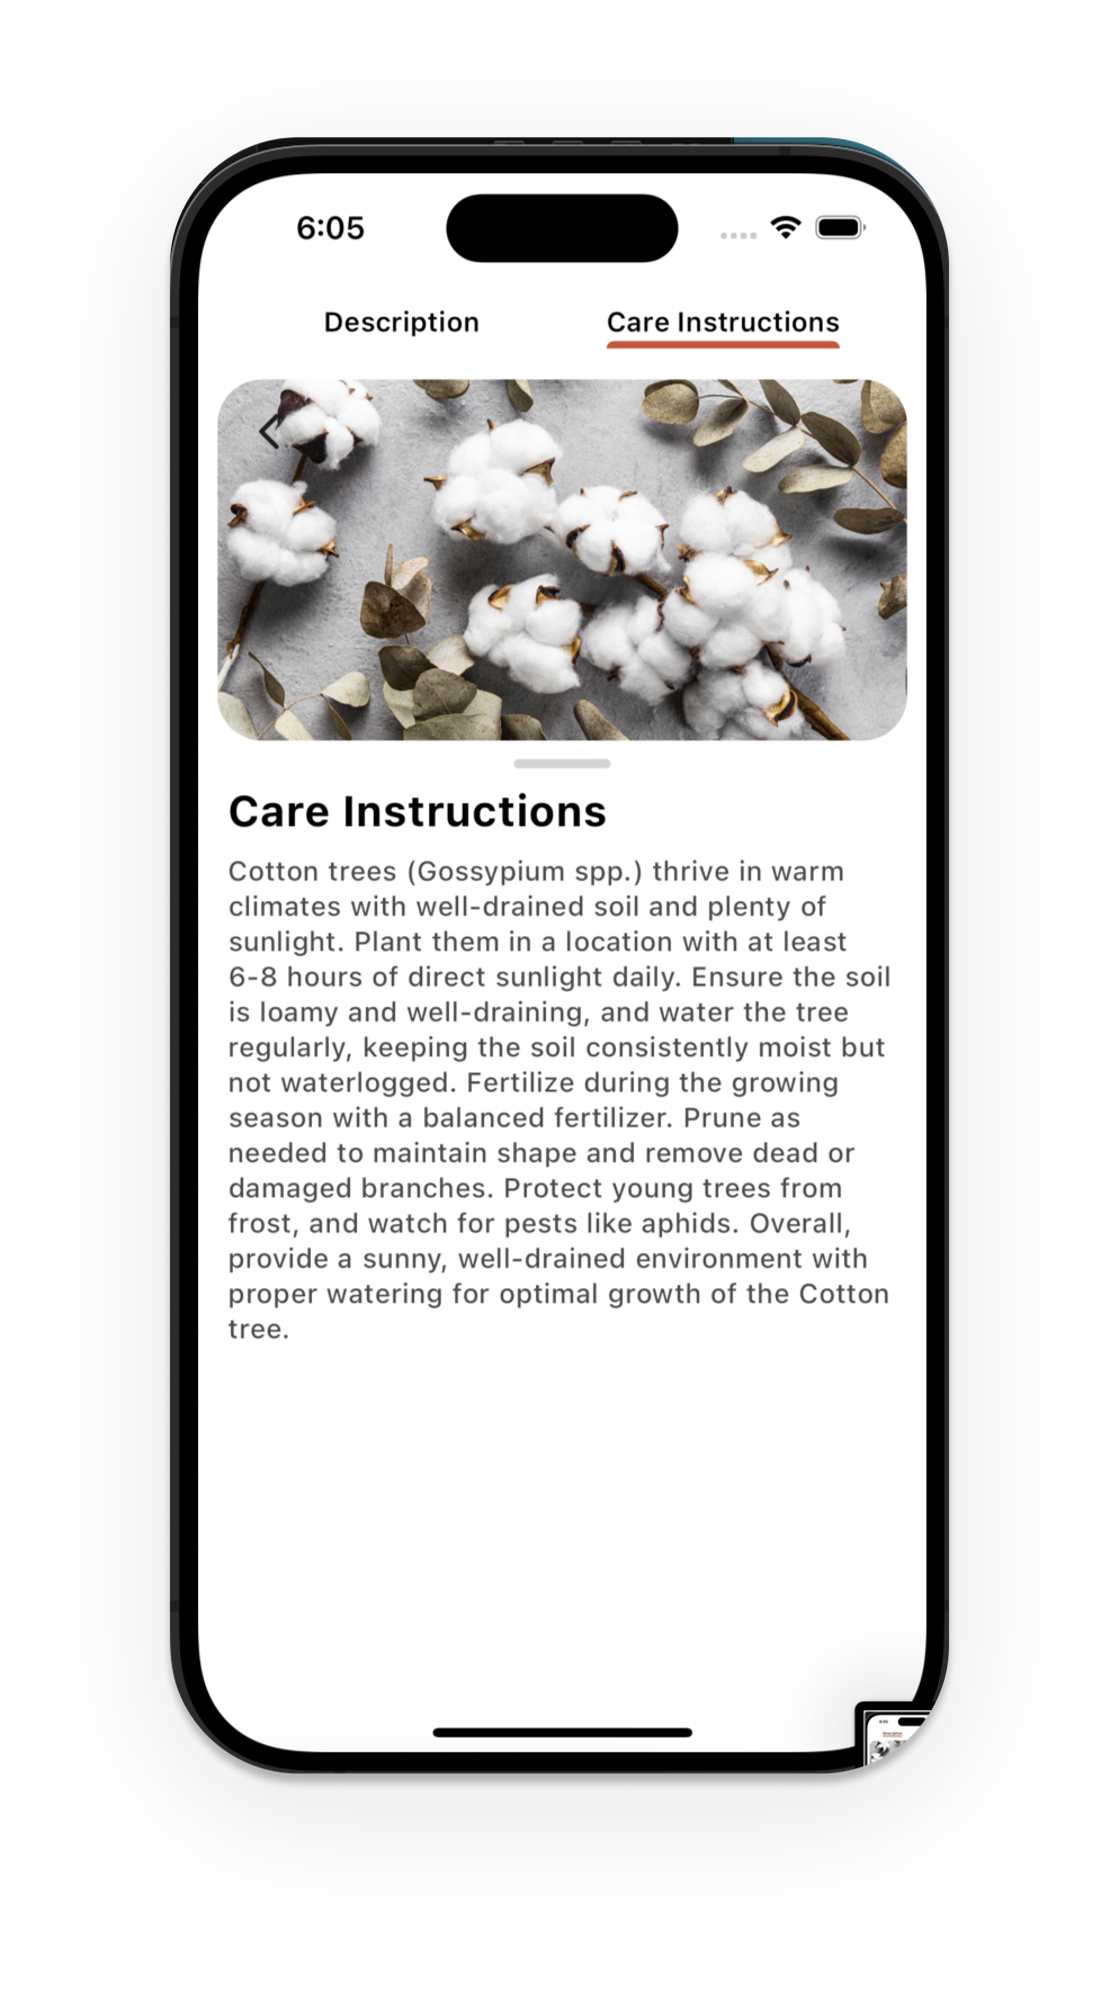 6:05
Description
Care Instructions
Care Instructions
Cotton trees (Gossypium spp.) thrive in warm
climates with well-drained soil and plenty of
sunlight. Plant them in a location with at least
6-8 hours of direct sunlight daily. Ensure the soil
is loamy and well-draining, and water the tree
regularly, keeping the soil consistently moist but
not waterlogged. Fertilize during the growing
season with a balanced fertilizer. Prune as
needed to maintain shape and remove dead or
damaged branches. Protect young trees from
frost, and watch for pests like aphids. Overall,
provide a sunny, well-drained environment with
proper watering for optimal growth of the Cotton
tree.